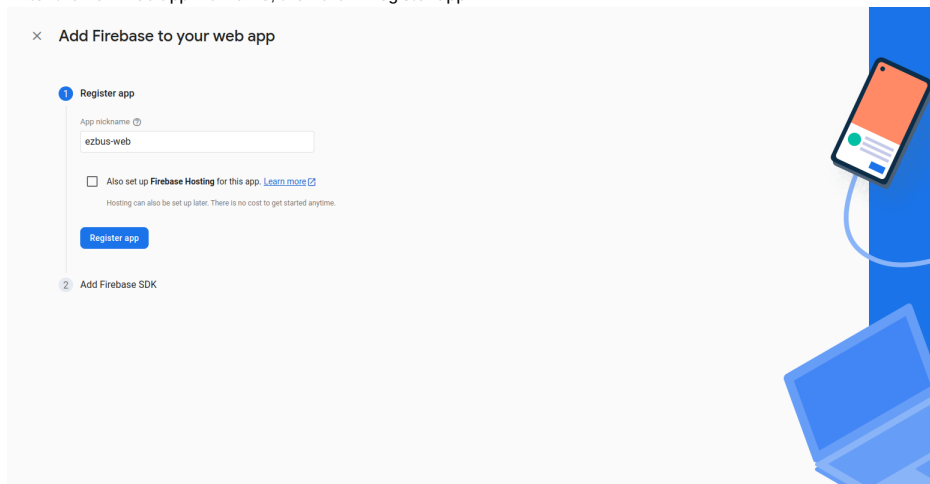 Add Firebase to your web app
1 Register app
App nickname
ezbus-web
Also set up Firebase Hosting for this app. Learn more
Hosting can also be set up later. There is no cost to get started anytime.
Register app
2 Add Firebase SDK